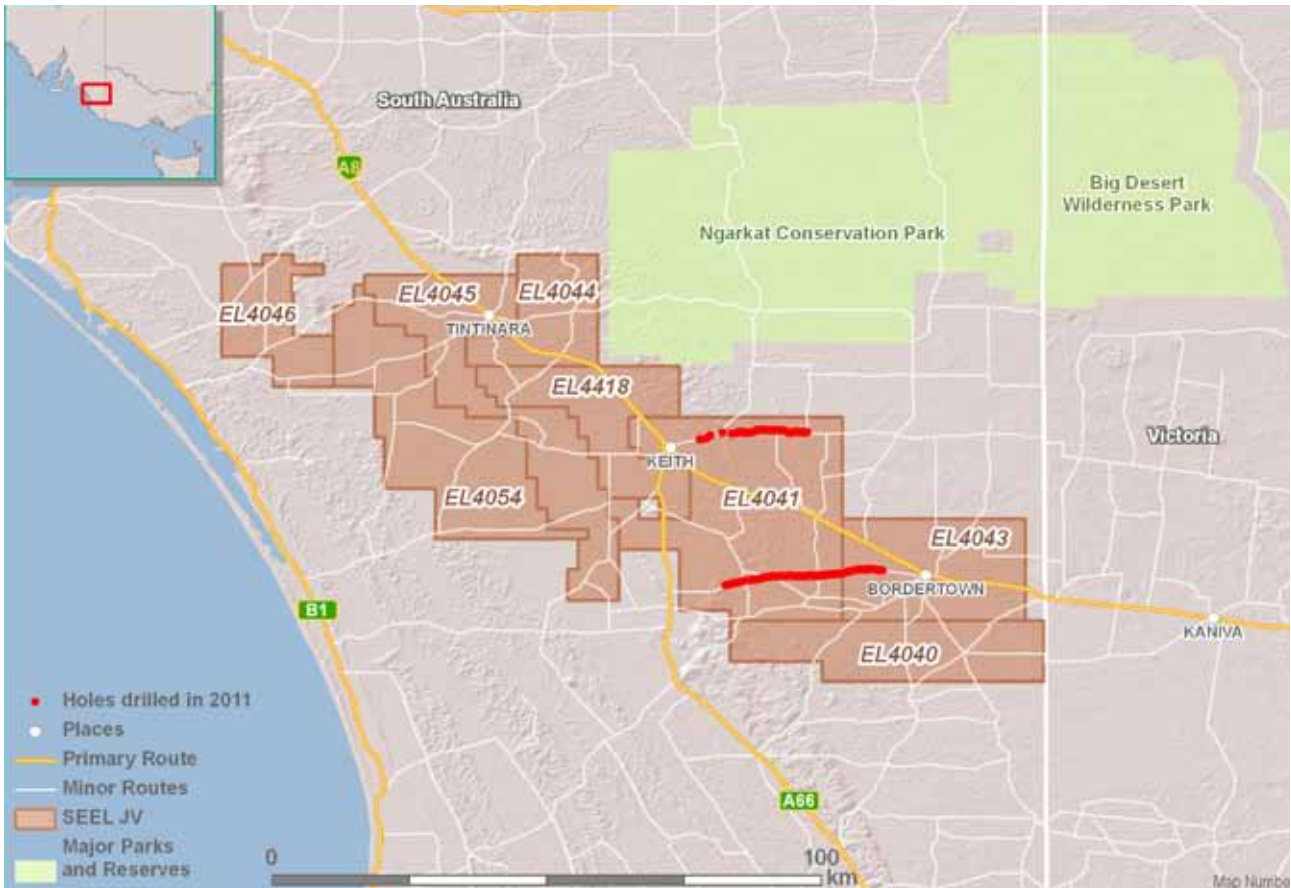 South Australia
A8
Big Desert
Wilderness Park
Ngarkat Conservation Park
EL4045
EL4044
EL4046
TINTINARA
EL4418
Victoria
KEITH
EL4054
EL4041
EL4043
BORDERTOWN
B1
KANIVA
EL4040
A66
Holes drilled in 2011
Places
Primary Route
Minor Routes
SEEL JV
Major Parks
and Reserves
0
100
km
Map Number